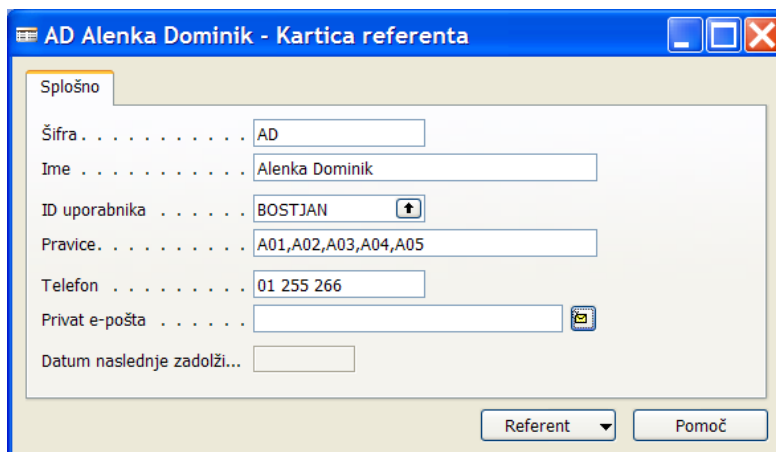 AD Alenka Dominik - Kartica referenta
Splošno
Šifra. . . . . . . . . . . AD
Ime . . . . . . . . . . . Alenka Dominik
ID uporabnika . . . . . . BOSTJAN
Pravice. . . . . . . . . . A01,A02,A03,A04,A05
Telefon . . . . . . . . . 01 255 266
Privat e-pošta . . . . . .
Datum naslednje zadolži...
Referent Pomoč